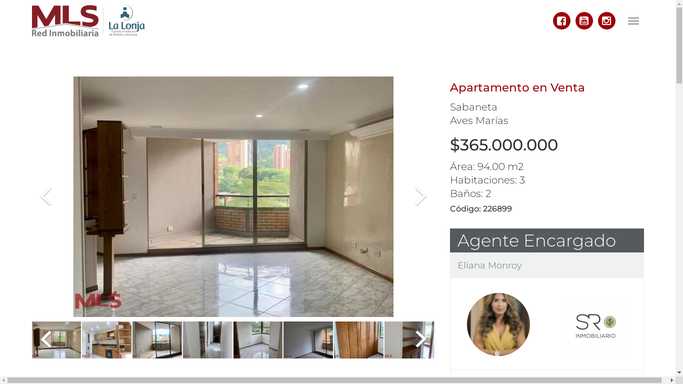 MLS
Red Inmobiliaria
La Lonja
Apartamento en Venta
Sabaneta
Aves Marías
$365.000.000
Área: 94.00 m2
Habitaciones: 3
Baños: 2
Código: 226899
MLS
Agente Encargado
Eliana Monroy
SR
INMOBILIARIO